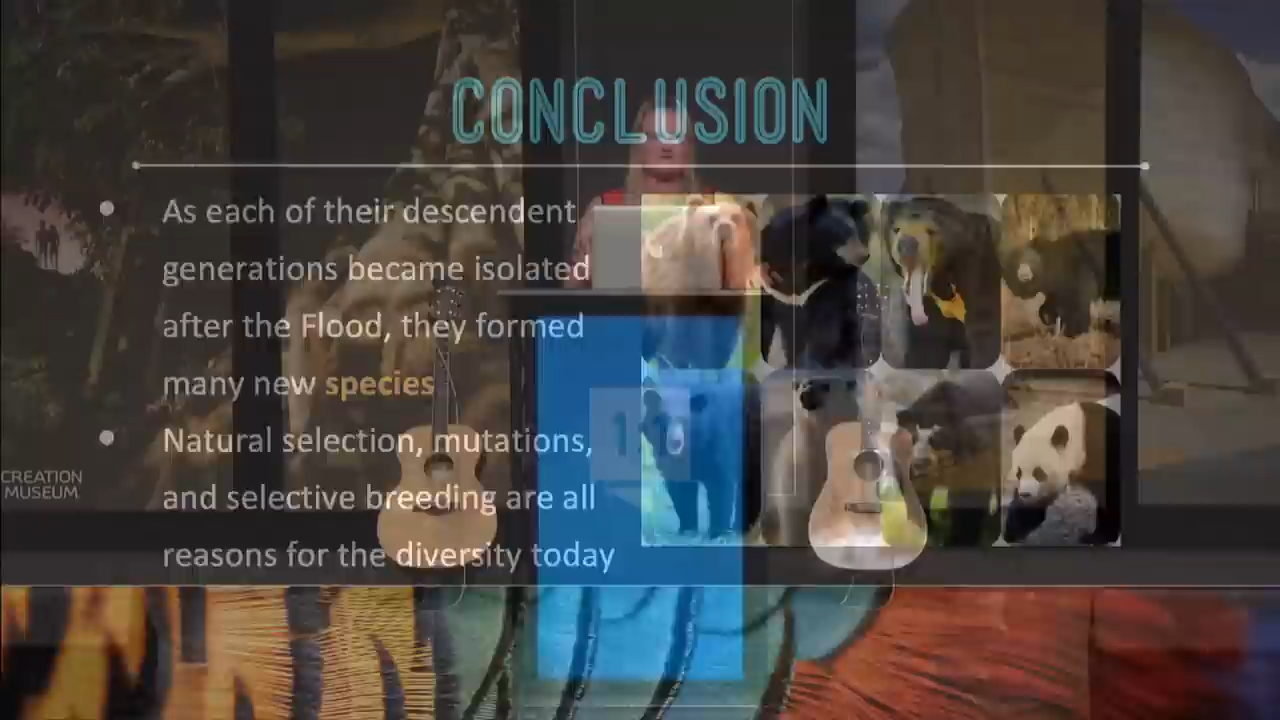 CONCLUSION
As each of their descendent
generations became isolated
after the Flood, they formed
many new species
Natural selection, mutations,
and selective breeding are all
reasons for the diversity today
CREATION
MUSEUM